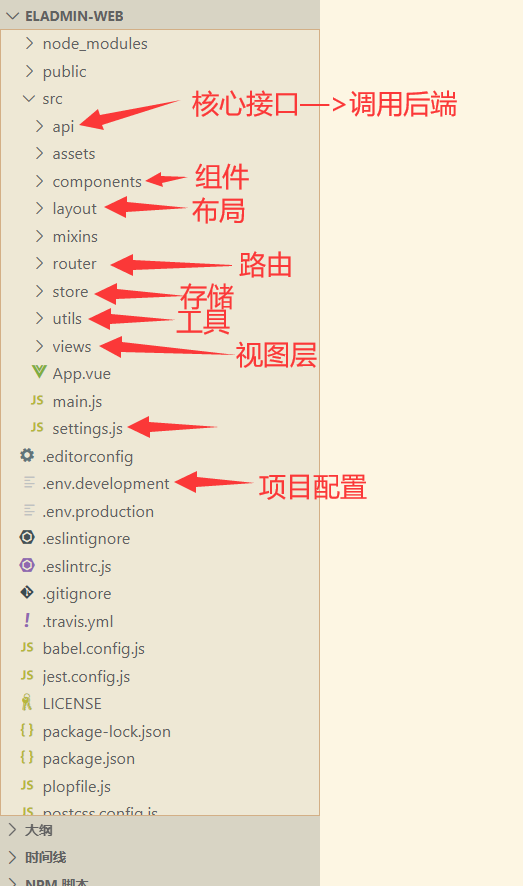 ELADMIN-WEB
node_modules
public
src
核心接口—>调用后端
api
assets
components 组件
layout 布局
mixins
router 路由
store 存储
utils 工具
views 视图层
App.vue
JS main.js
JS settings.js
.editorconfig
.env.development 项目配置
.env.production
.eslintignore
.eslintrc.js
.gitignore
! .travis.yml
JS babel.config.js
JS jest.config.js
LICENSE
{ } package-lock.json
{ } package.json
JS plopfile.js
JS postcss.config.js
大纲
时间线
NPM 脚本